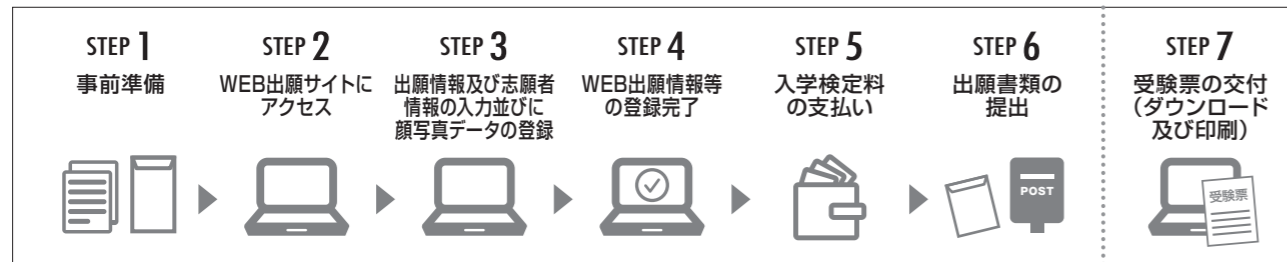 STEP 1
事前準備
STEP 2
WEB出願サイトに
アクセス
STEP 3
出願情報及び志願者
情報の入力並びに
顔写真データの登録
STEP 4
WEB出願情報等
の登録完了
STEP 5
入学検定料
の支払い
STEP 6
出願書類の
提出
POST
STEP 7
受験票の交付
(ダウンロード
及び印刷)
受験票